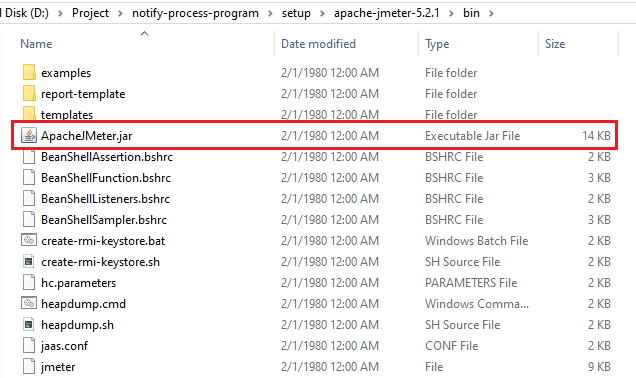 l Disk (D:) > Project > notify-process-program > setup > apache-jmeter-5.2.1 > bin >
Name Date modified Type Size
examples 2/1/1980 12:00 AM File folder
report-template 2/1/1980 12:00 AM File folder
templates 2/1/1980 12:00 AM File folder
ApacheJMeter.jar 2/1/1980 12:00 AM Executable Jar File 14 KB
BeanShellAssertion.bshrc 2/1/1980 12:00 AM BSHRC File 2 KB
BeanShellFunction.bshrc 2/1/1980 12:00 AM BSHRC File 3 KB
BeanShellListeners.bshrc 2/1/1980 12:00 AM BSHRC File 2 KB
BeanShellSampler.bshrc 2/1/1980 12:00 AM BSHRC File 3 KB
create-rmi-keystore.bat 2/1/1980 12:00 AM Windows Batch File 2 KB
create-rmi-keystore.sh 2/1/1980 12:00 AM SH Source File 2 KB
hc.parameters 2/1/1980 12:00 AM PARAMETERS File 2 KB
heapdump.cmd 2/1/1980 12:00 AM Windows Comma... 2 KB
heapdump.sh 2/1/1980 12:00 AM SH Source File 2 KB
jaas.conf 2/1/1980 12:00 AM CONF File 2 KB
jmeter 2/1/1980 12:00 AM File 9 KB